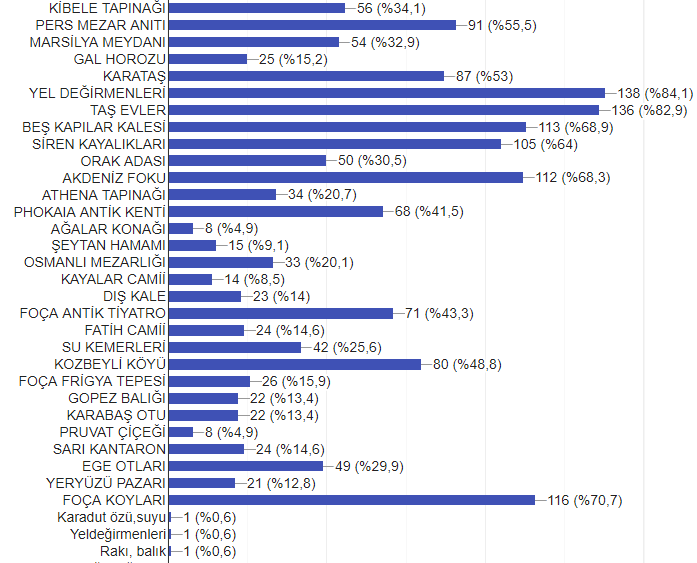 KİBELE TAPINAĞI 56 (%34,1)
PERS MEZAR ANITI 91 (%55,5)
MARSİLYA MEYDANI 54 (%32,9)
GAL HOROZU 25 (%15,2)
KARATAŞ 87 (%53)
YEL DEĞİRMENLERİ 138 (%84,1)
TAŞ EVLER 136 (%82,9)
BEŞ KAPILAR KALESİ 113 (%68,9)
SİREN KAYALIKLARI 105 (%64)
ORAK ADASI 50 (%30,5)
AKDENİZ FOKU 112 (%68,3)
ATHENA TAPINAĞI 34 (%20,7)
PHOKAIA ANTİK KENTİ 68 (%41,5)
AĞALAR KONAĞI 8 (%4,9)
ŞEYTAN HAMAMI 15 (%9,1)
OSMANLI MEZARLIĞI 33 (%20,1)
KAYALAR CAMİİ 14 (%8,5)
DIŞ KALE 23 (%14)
FOÇA ANTİK TİYATRO 71 (%43,3)
FATİH CAMİİ 24 (%14,6)
SU KEMERLERİ 42 (%25,6)
KOZBEYLİ KÖYÜ 80 (%48,8)
FOÇA FRİGYA TEPESİ 26 (%15,9)
GOPEZ BALIĞI 22 (%13,4)
KARABAŞ OTU 22 (%13,4)
PRUVAT ÇİÇEĞİ 8 (%4,9)
SARI KANTARON 24 (%14,6)
EGE OTLARI 49 (%29,9)
YERYÜZÜ PAZARI 21 (%12,8)
FOÇA KOYLARI 116 (%70,7)
Karadut özü,suyu 1 (%0,6)
Yeldeğirmenleri 1 (%0,6)
Rakı, balık 1 (%0,6)